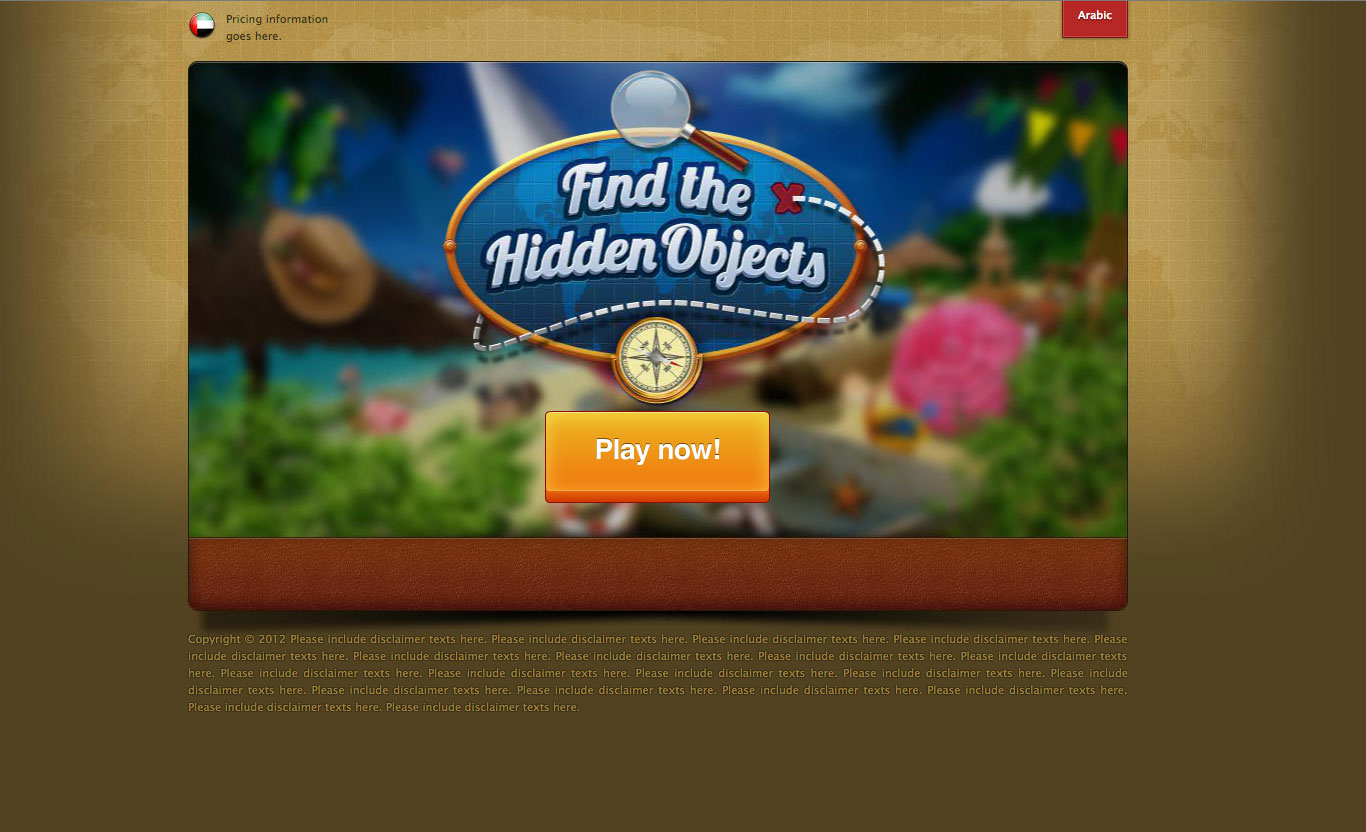 Pricing information
goes here.
Arabic
Find the
Hidden Objects
Play now!
Copyright © 2012 Please include disclaimer texts here. Please include disclaimer texts here. Please include disclaimer texts here. Please include disclaimer texts here. Please
include disclaimer texts here. Please include disclaimer texts here. Please include disclaimer texts here. Please include disclaimer texts here. Please include disclaimer texts
here. Please include disclaimer texts here. Please include disclaimer texts here. Please include disclaimer texts here. Please include disclaimer texts here. Please include
disclaimer texts here. Please include disclaimer texts here. Please include disclaimer texts here. Please include disclaimer texts here. Please include disclaimer texts here.
Please include disclaimer texts here. Please include disclaimer texts here.